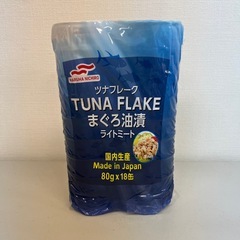 MARUHA NICHIRO
ツナフレーク
TUNA FLAKE
まぐろ油漬
ライトミート
国内生産
Made in Japan
80g x 18缶